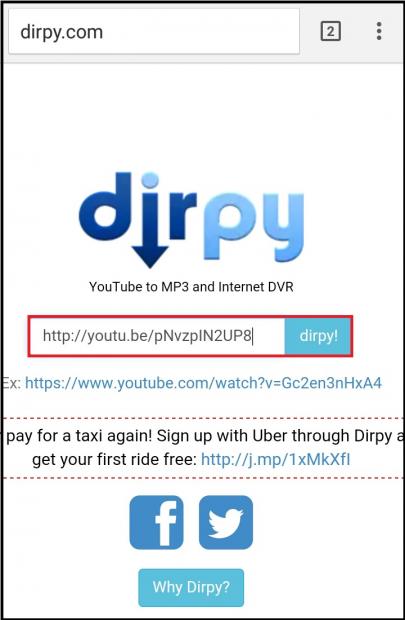 dirpy.com
2
dirpy
YouTube to MP3 and Internet DVR
http://youtu.be/pNvzpIN2UP8
dirpy!
Ex: https://www.youtube.com/watch?v=Gc2en3nHxA4
pay for a taxi again! Sign up with Uber through Dirpy a
get your first ride free: http://j.mp/1xMkXfI
Why Dirpy?